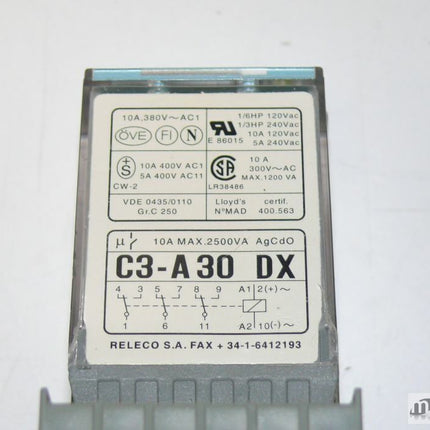 10A,380V~AC1
ÖVE FI N
UR E 86015
1/6HP 120Vac
1/3HP 240Vac
10A 120Vac
5A 240Vac
+S CW-2
10A 400V AC1
5A 400V AC11
SA LR38486
10 A
300V~AC
MAX.1200 VA
VDE 0435/0110
Gr.C 250
Lloyd's certif.
NºMAD 400.563
µ 10A MAX.2500VA AgCdO
C3-A30 DX
4 3 5 7 8 9 A1 2(+)~
1 6 11 A2 10(-)~
RELECO S.A. FAX + 34-1-6412193